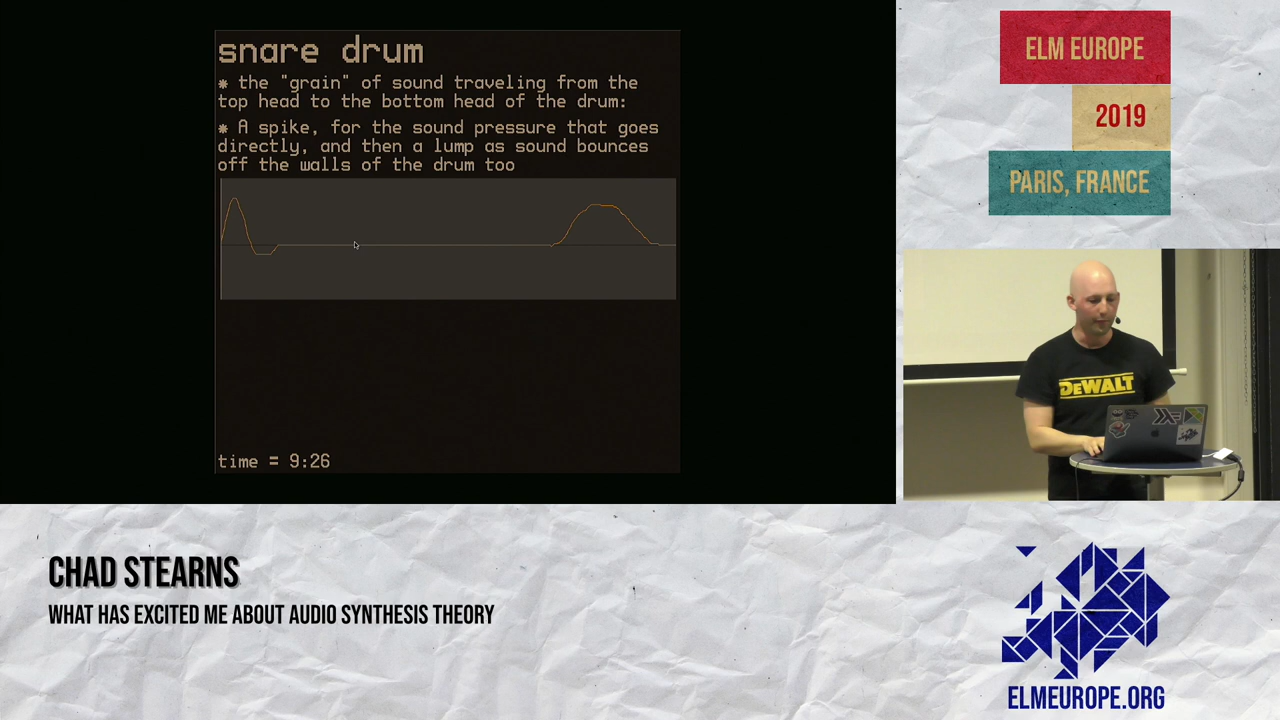 snare drum
* the "grain" of sound traveling from the
top head to the bottom head of the drum:
* A spike, for the sound pressure that goes
directly, and then a lump as sound bounces
off the walls of the drum too
time = 9:26
ELM EUROPE
2019
PARIS, FRANCE
DEWALT
CHAD STEARNS
WHAT HAS EXCITED ME ABOUT AUDIO SYNTHESIS THEORY
ELMEUROPE.ORG